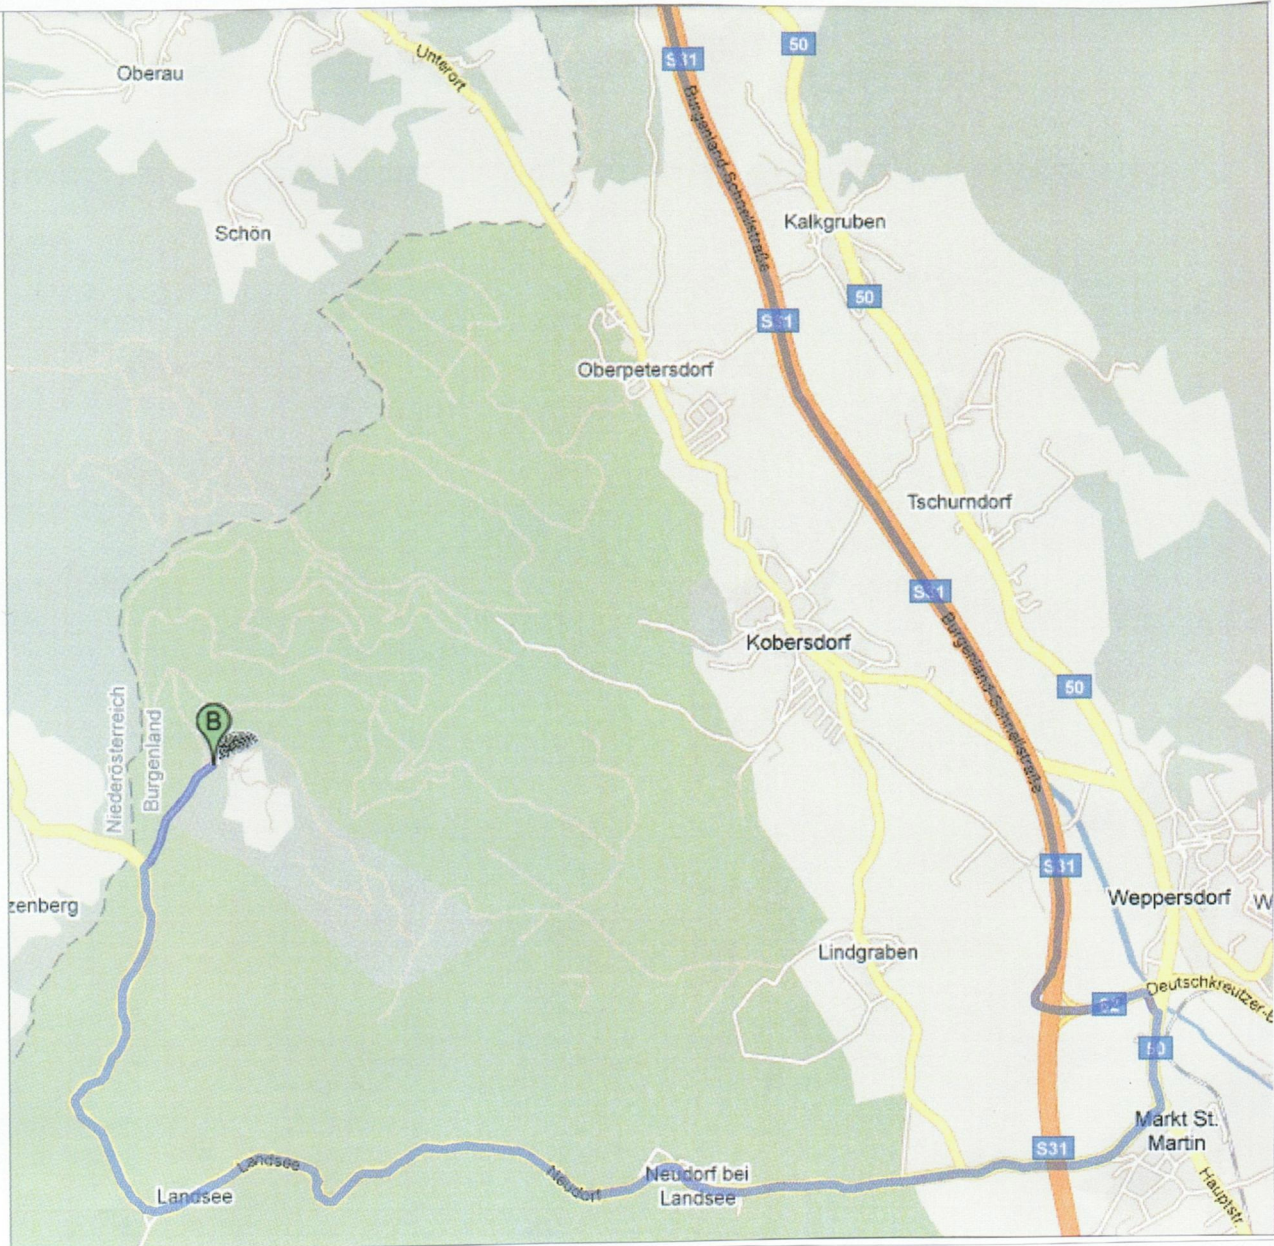 S31
50
Unterort
Oberau
Burgenland-Schnellstraße
Kalkgruben
Schön
50
S31
Oberpetersdorf
Tschurndorf
S31
Burgenland-Schnellstraße
Kobersdorf
50
Niederösterreich
Burgenland
B
S31
Weppersdorf
W
zenberg
Lindgraben
Deutschkreutzer-B
62
50
Markt St.
Martin
S31
Landsee
Neudorf
Neudorf bei
Landsee
Landsee
Hauptstr.